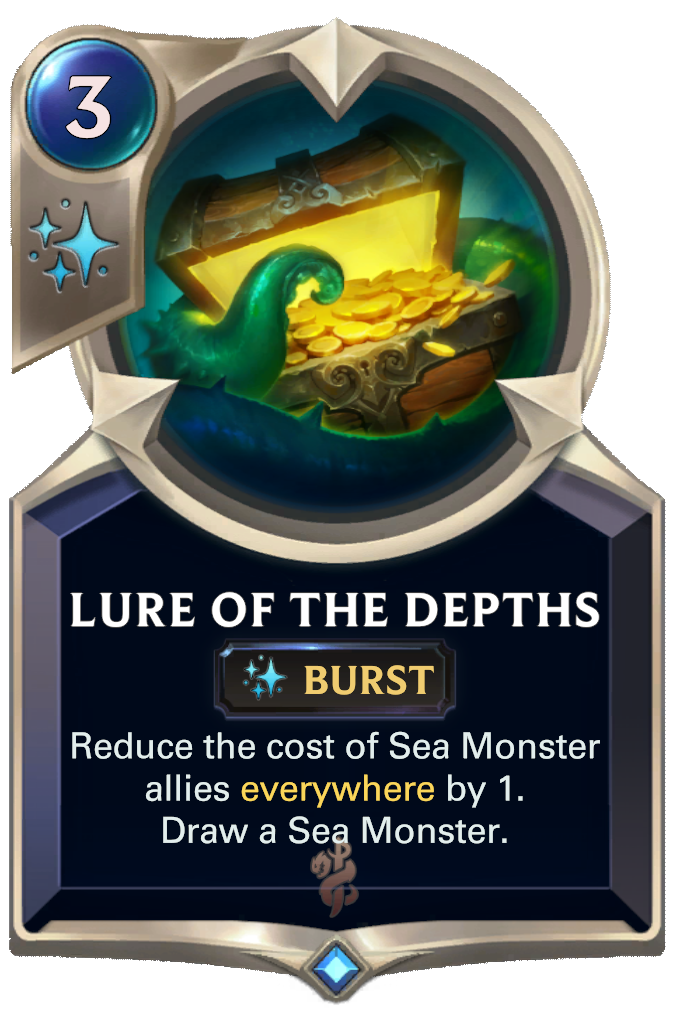 3
LURE OF THE DEPTHS
BURST
Reduce the cost of Sea Monster
allies everywhere by 1.
Draw a Sea Monster.